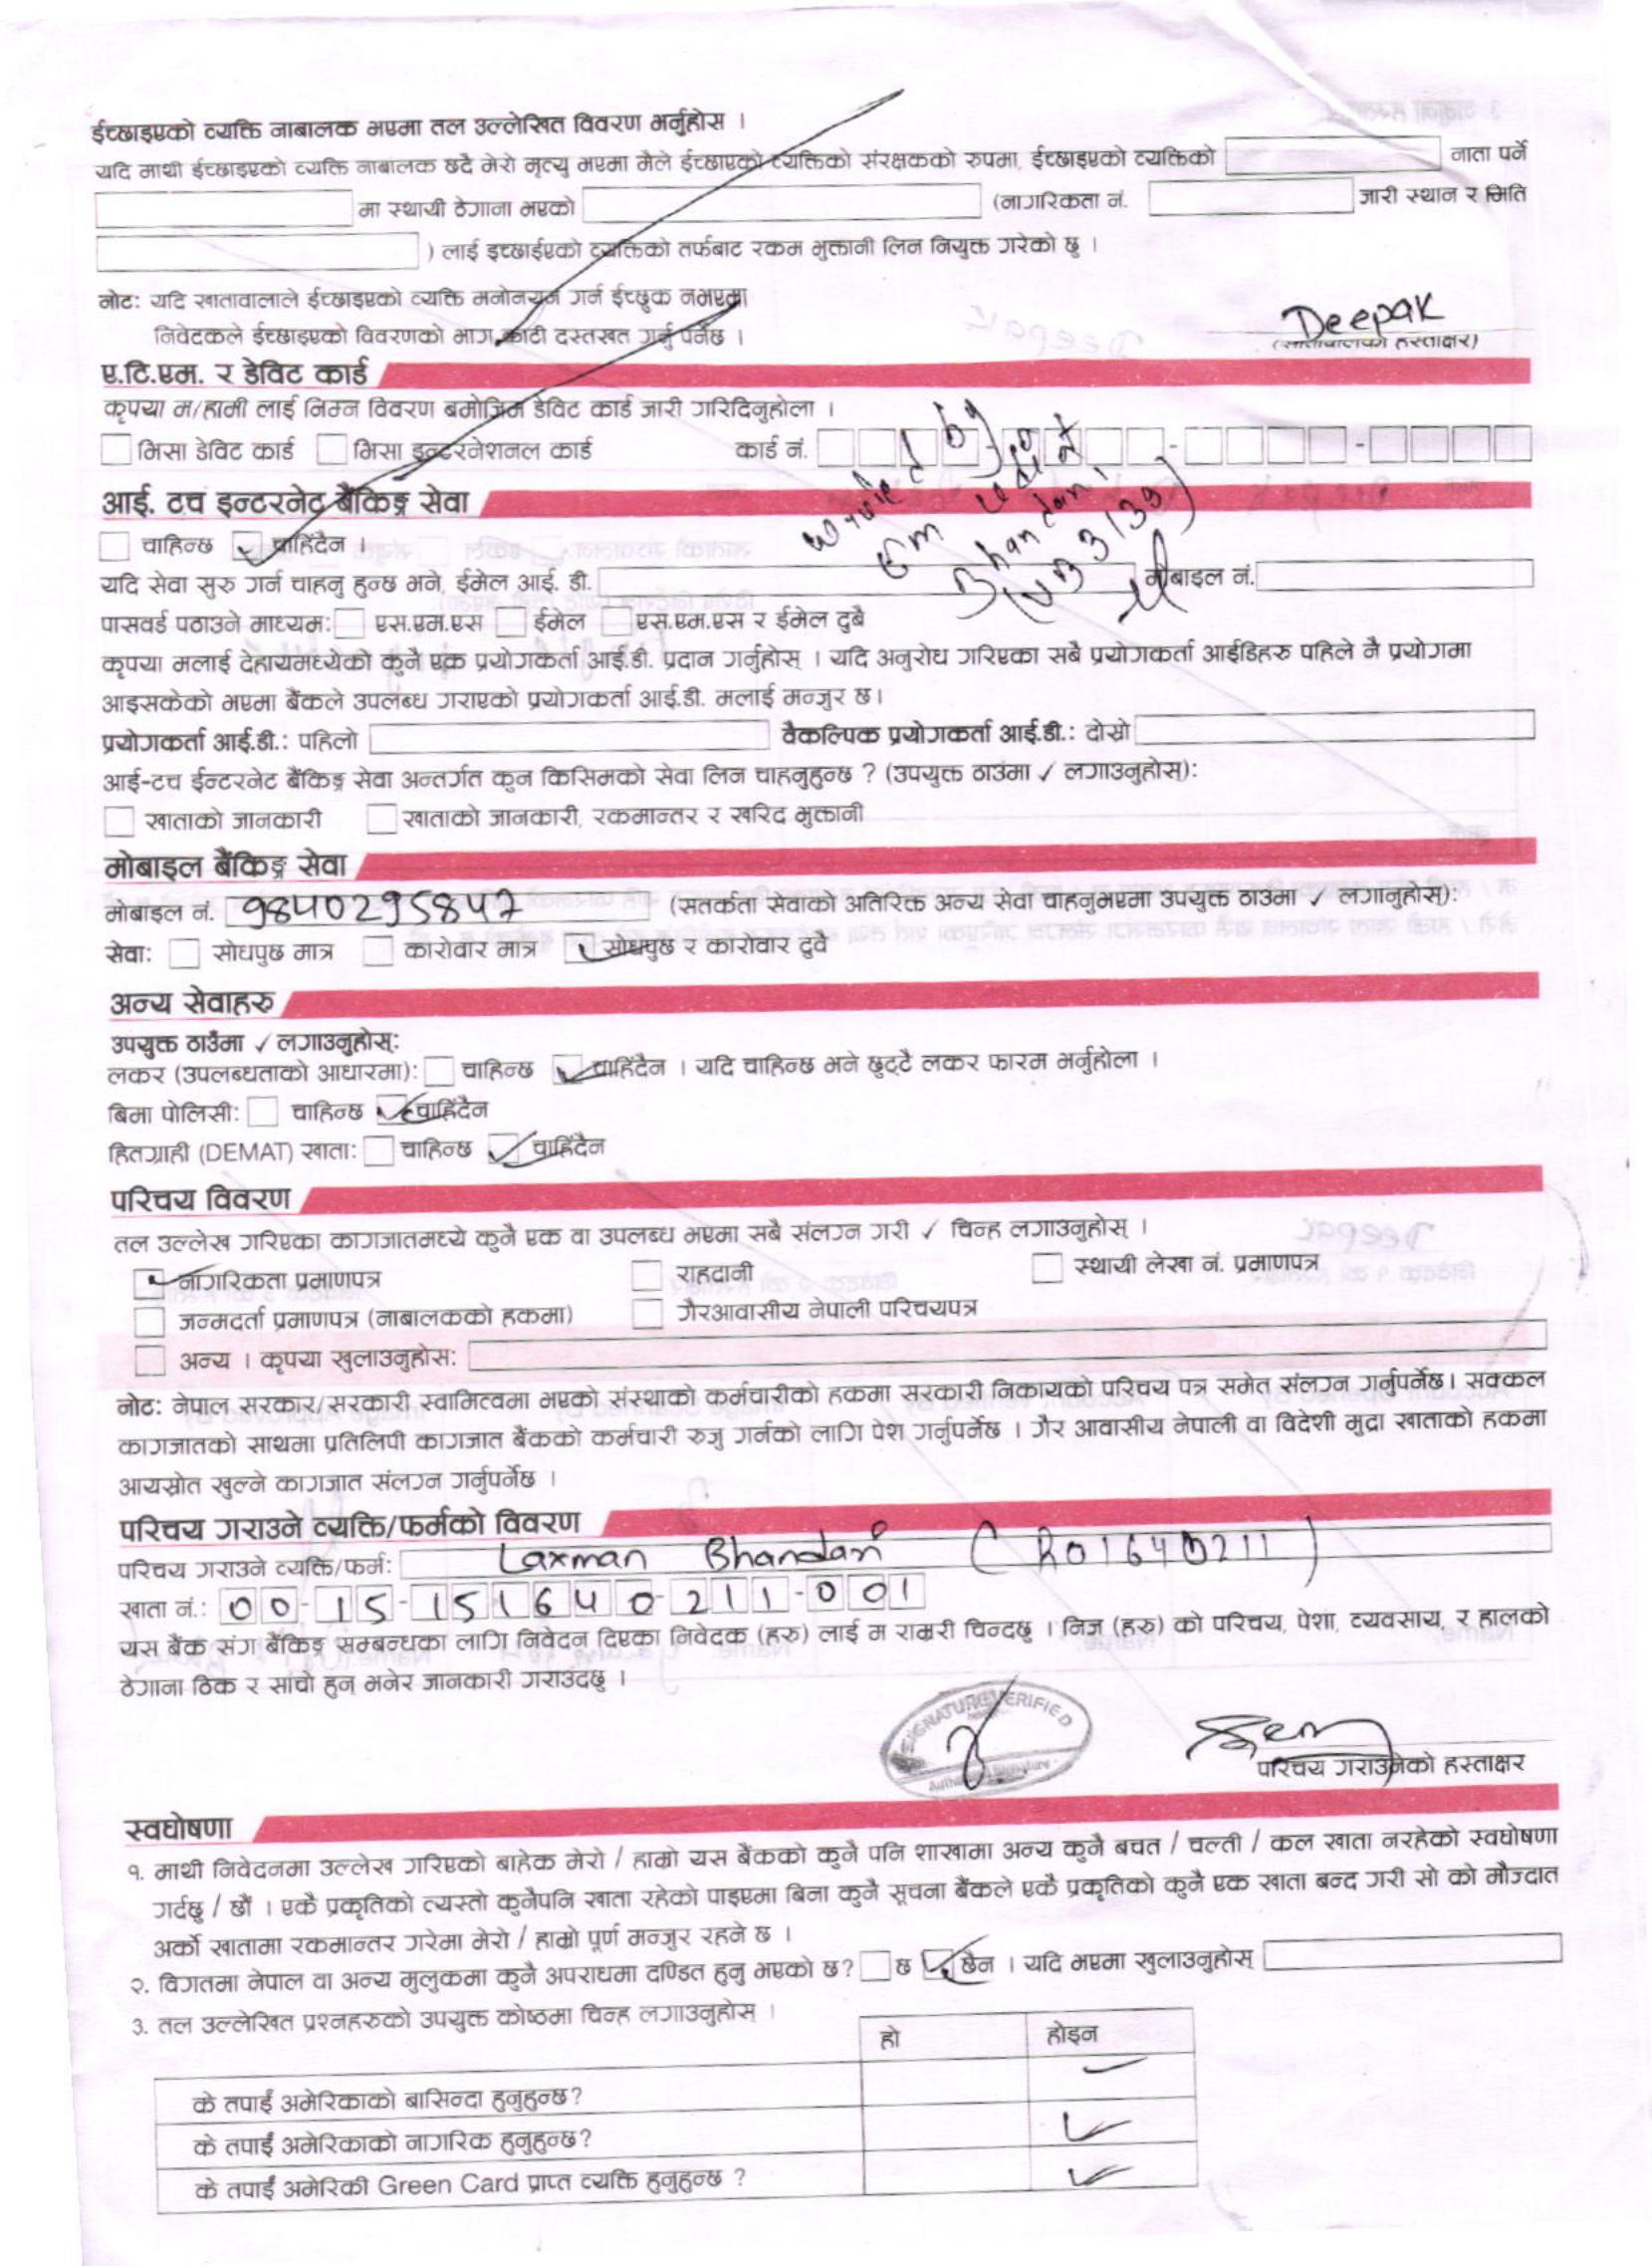 ईच्छाइएको व्यक्ति नाबालक भएमा तल उल्लेखित विवरण भर्नुहोस ।
यदि माथी ईच्छाइएको व्यक्ति नाबालक छदै मेरो मृत्यु भएमा मैले ईच्छाएको व्यक्तिको संरक्षकको रुपमा, ईच्छाइएको व्यक्तिको नाता पर्ने
मा स्थायी ठेगाना भएको (नागरिकता नं. जारी स्थान र मिति
) लाई इच्छाईएको व्यक्तिको तर्फबाट रकम भुक्तानी लिन नियुक्त गरेको छु ।
नोट: यदि खातावालाले ईच्छाइएको व्यक्ति मनोनयन गर्न ईच्छुक नभएमा
निवेदकले ईच्छाइएको विवरणको भाग काटी दस्तखत गर्नु पर्नेछ ।
Deepak
(खातावालाको हस्ताक्षर)
ए.टि.एम. र डेविट कार्ड
कृपया म/हामी लाई निम्न विवरण बमोजिम डेविट कार्ड जारी गरिदिनुहोला ।
भिसा डेविट कार्ड भिसा इन्टरनेशनल कार्ड कार्ड नं.
आई. टच इन्टरनेट बैंकिङ्ग सेवा
चाहिन्छ चाहिंदैन ।
यदि सेवा सुरु गर्न चाहनु हुन्छ भने, ईमेल आई. डी. मोबाइल नं.
पासवर्ड पठाउने माध्यम: एस.एम.एस ईमेल एस.एम.एस र ईमेल दुबै
कृपया मलाई देहायमध्येको कुनै एक प्रयोगकर्ता आई.डी. प्रदान गर्नुहोस् । यदि अनुरोध गरिएका सबै प्रयोगकर्ता आईडिहरु पहिले नै प्रयोगमा
आइसकेको भएमा बैंकले उपलब्ध गराएको प्रयोगकर्ता आई.डी. मलाई मन्जुर छ।
प्रयोगकर्ता आई.डी.: पहिलो वैकल्पिक प्रयोगकर्ता आई.डी.: दोस्रो
आई-टच ईन्टरनेट बैंकिङ्ग सेवा अन्तर्गत कुन किसिमको सेवा लिन चाहनुहुन्छ ? (उपयुक्त ठाउंमा ✓ लगाउनुहोस्):
खाताको जानकारी खाताको जानकारी, रकमान्तर र खरिद भुक्तानी
मोबाइल बैंकिङ्ग सेवा
मोबाइल नं. 9840295847 (सतर्कता सेवाको अतिरिक्त अन्य सेवा चाहनुभएमा उपयुक्त ठाउंमा ✓ लगानुहोस्):
सेवा: सोधपुछ मात्र कारोवार मात्र सोधपुछ र कारोवार दुवै
अन्य सेवाहरु
उपयुक्त ठाउँमा ✓ लगाउनुहोस्:
लकर (उपलब्धताको आधारमा): चाहिन्छ चाहिंदैन । यदि चाहिन्छ भने छुट्टै लकर फारम भर्नुहोला ।
बिमा पोलिसी: चाहिन्छ चाहिंदैन
हितग्राही (DEMAT) खाता: चाहिन्छ चाहिंदैन
परिचय विवरण
तल उल्लेख गरिएका कागजातमध्ये कुनै एक वा उपलब्ध भएमा सबै संलग्न गरी ✓ चिन्ह लगाउनुहोस् ।
नागरिकता प्रमाणपत्र राहदानी स्थायी लेखा नं. प्रमाणपत्र
जन्मदर्ता प्रमाणपत्र (नाबालकको हकमा) गैरआवासीय नेपाली परिचयपत्र
अन्य । कृपया खुलाउनुहोस:
नोट: नेपाल सरकार/सरकारी स्वामित्वमा भएको संस्थाको कर्मचारीको हकमा सरकारी निकायको परिचय पत्र समेत संलग्न गर्नुपर्नेछ। सक्कल
कागजातको साथमा प्रतिलिपी कागजात बैंकको कर्मचारी रुजु गर्नको लागि पेश गर्नुपर्नेछ । गैर आवासीय नेपाली वा विदेशी मुद्रा खाताको हकमा
आयस्रोत खुल्ने कागजात संलग्न गर्नुपर्नेछ ।
परिचय गराउने व्यक्ति/फर्मको विवरण
परिचय गराउने व्यक्ति/फर्म: Laxman Bhandari (R01640211)
खाता नं.: 00-15-151640-211-001
यस बैंक संग बैंकिङ्ग सम्बन्धका लागि निवेदन दिएका निवेदक (हरु) लाई म राम्ररी चिन्दछु । निज (हरु) को परिचय, पेशा, व्यवसाय, र हालको
ठेगाना ठिक र सांचो हुन् भनेर जानकारी गराउंदछु ।
SIGNATURE VERIFIED
परिचय गराउनेको हस्ताक्षर
स्वघोषणा
१. माथी निवेदनमा उल्लेख गरिएको बाहेक मेरो / हाम्रो यस बैंकको कुनै पनि शाखामा अन्य कुनै बचत / चल्ती / कल खाता नरहेको स्वघोषणा
गर्दछु / छौं । एकै प्रकृतिको त्यस्तो कुनैपनि खाता रहेको पाइएमा बिना कुनै सूचना बैंकले एकै प्रकृतिको कुनै एक खाता बन्द गरी सो को मौज्दात
अर्को खातामा रकमान्तर गरेमा मेरो / हाम्रो पूर्ण मन्जुर रहने छ ।
२. विगतमा नेपाल वा अन्य मुलुकमा कुनै अपराधमा दण्डित हुनु भएको छ? छ छैन । यदि भएमा खुलाउनुहोस्
३. तल उल्लेखित प्रश्नहरुको उपयुक्त कोष्ठमा चिन्ह लगाउनुहोस् ।
हो होइन
के तपाईं अमेरिकाको बासिन्दा हुनुहुन्छ?
के तपाईं अमेरिकाको नागरिक हुनुहुन्छ?
के तपाईं अमेरिकी Green Card प्राप्त व्यक्ति हुनुहुन्छ ?